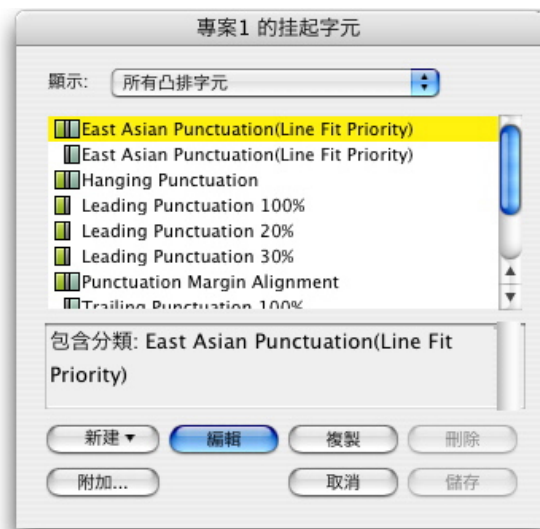 專案1 的挂起字元
顯示: 所有凸排字元
East Asian Punctuation(Line Fit Priority)
East Asian Punctuation(Line Fit Priority)
Hanging Punctuation
Leading Punctuation 100%
Leading Punctuation 20%
Leading Punctuation 30%
Punctuation Margin Alignment
Trailing Punctuation 100%
包含分類: East Asian Punctuation(Line Fit
Priority)
新建 編輯 複製 刪除
附加... 取消 儲存